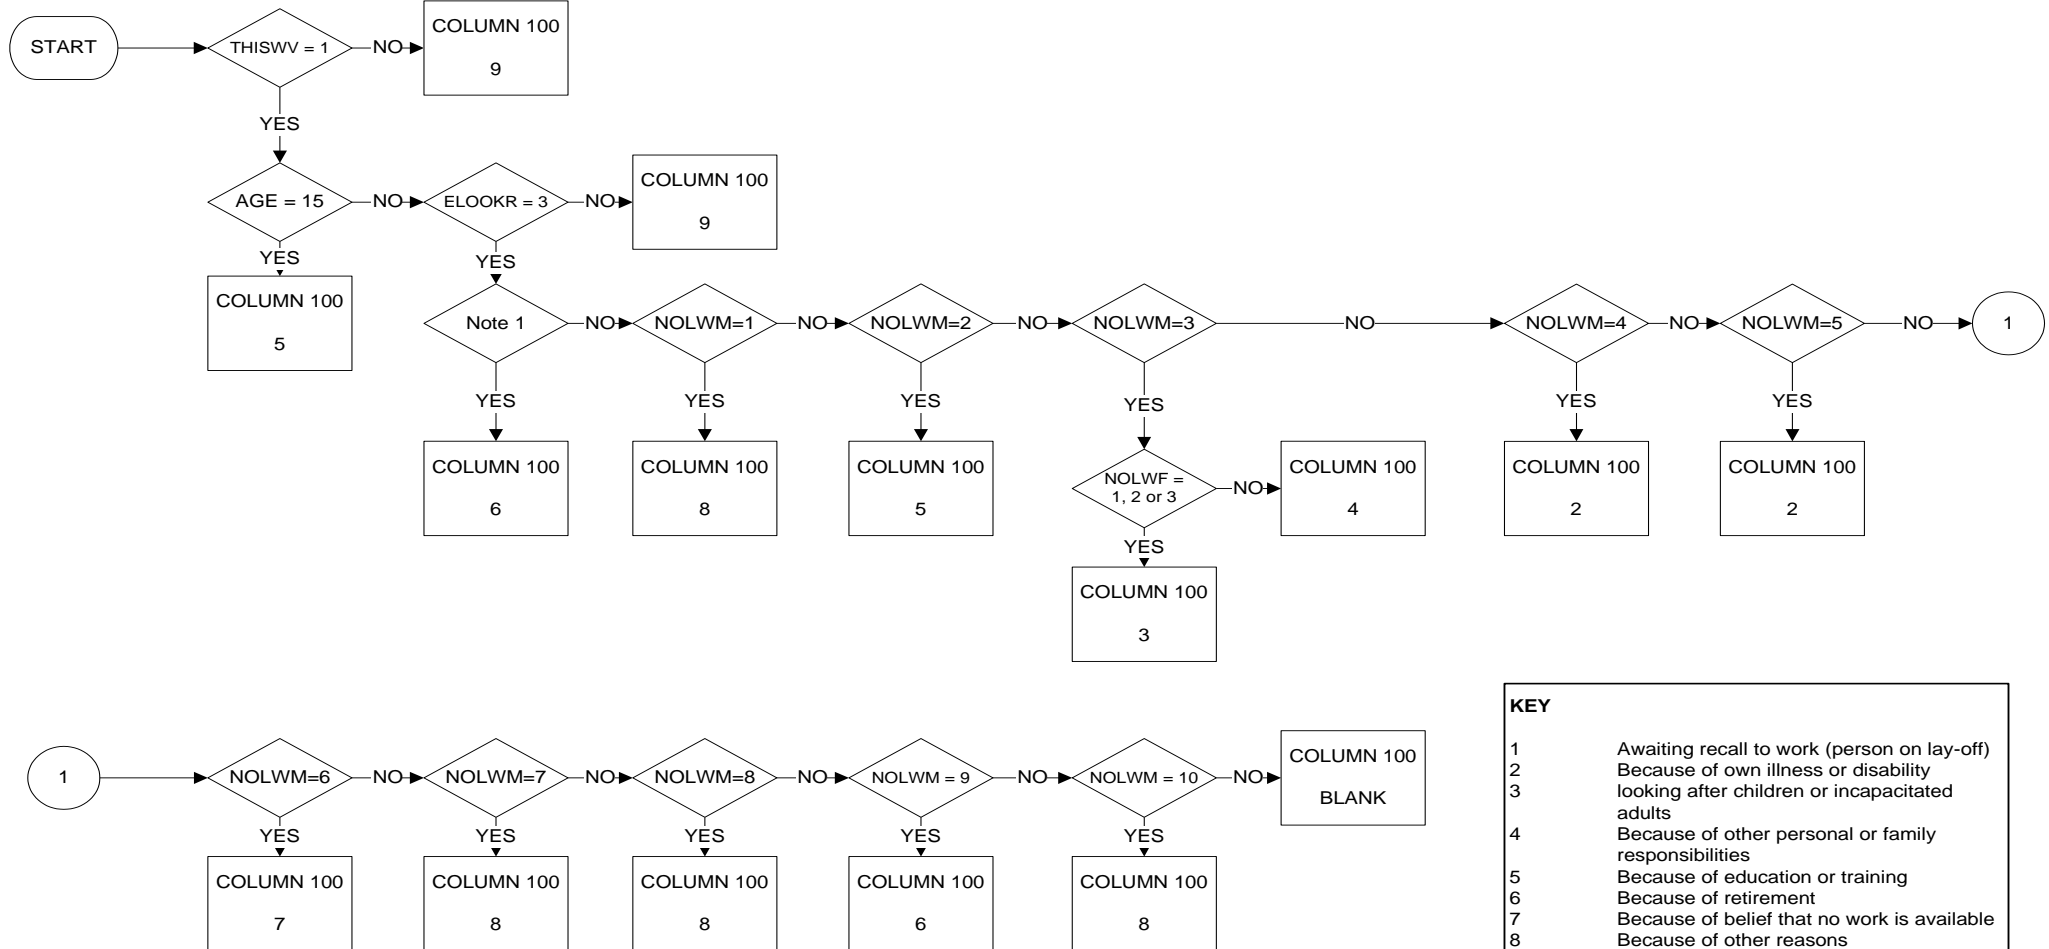 START
THISWV = 1
NO
COLUMN 100
9
YES
AGE = 15
NO
ELOOKR = 3
NO
COLUMN 100
9
YES
COLUMN 100
5
YES
Note 1
NO
NOLWM=1
NO
NOLWM=2
NO
NOLWM=3
NO
NOLWM=4
NO
NOLWM=5
NO
1
YES
COLUMN 100
6
YES
COLUMN 100
8
YES
COLUMN 100
5
YES
NOLWF =
1, 2 or 3
NO
COLUMN 100
4
YES
COLUMN 100
3
YES
COLUMN 100
2
YES
COLUMN 100
2
1
NOLWM=6
NO
NOLWM=7
NO
NOLWM=8
NO
NOLWM = 9
NO
NOLWM = 10
NO
COLUMN 100
BLANK
YES
COLUMN 100
7
YES
COLUMN 100
8
YES
COLUMN 100
8
YES
COLUMN 100
6
YES
COLUMN 100
8
KEY
1 Awaiting recall to work (person on lay-off)
2 Because of own illness or disability
3 looking after children or incapacitated
adults
4 Because of other personal or family
responsibilities
5 Because of education or training
6 Because of retirement
7 Because of belief that no work is available
8 Because of other reasons